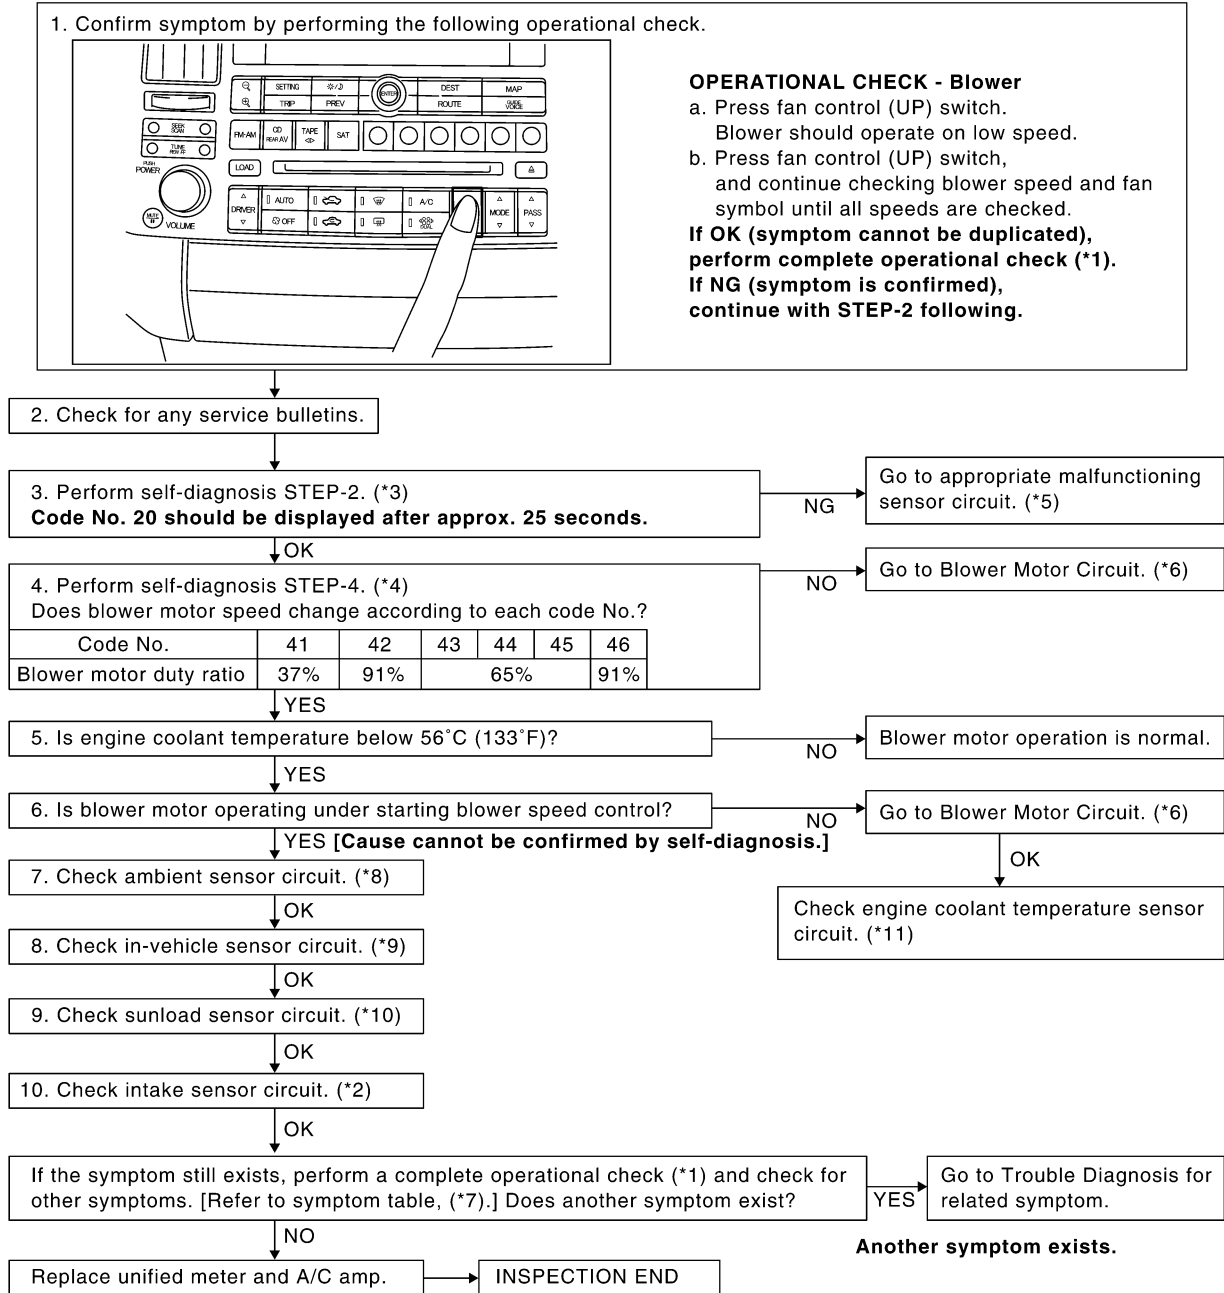 1. Confirm symptom by performing the following operational check.
SETTING
DEST
MAP
TRIP
PREV
ENTER
ROUTE
GUIDE
VOICE
SEEK
SCAN
TUNE
REW FF
FM·AM
CD
REAR AV
TAPE
SAT
PUSH
POWER
LOAD
MUTE
VOLUME
DRIVER
AUTO
A/C
OFF
DUAL
MODE
PASS
OPERATIONAL CHECK - Blower
a. Press fan control (UP) switch.
Blower should operate on low speed.
b. Press fan control (UP) switch,
and continue checking blower speed and fan
symbol until all speeds are checked.
If OK (symptom cannot be duplicated),
perform complete operational check (*1).
If NG (symptom is confirmed),
continue with STEP-2 following.
2. Check for any service bulletins.
3. Perform self-diagnosis STEP-2. (*3)
Code No. 20 should be displayed after approx. 25 seconds.
NG
Go to appropriate malfunctioning
sensor circuit. (*5)
OK
4. Perform self-diagnosis STEP-4. (*4)
Does blower motor speed change according to each code No.?
Code No. 41 42 43 44 45 46
Blower motor duty ratio 37% 91% 65% 91%
NO
Go to Blower Motor Circuit. (*6)
YES
5. Is engine coolant temperature below 56˚C (133˚F)?
NO
Blower motor operation is normal.
YES
6. Is blower motor operating under starting blower speed control?
NO
Go to Blower Motor Circuit. (*6)
YES [Cause cannot be confirmed by self-diagnosis.]
OK
Check engine coolant temperature sensor
circuit. (*11)
7. Check ambient sensor circuit. (*8)
OK
8. Check in-vehicle sensor circuit. (*9)
OK
9. Check sunload sensor circuit. (*10)
OK
10. Check intake sensor circuit. (*2)
OK
If the symptom still exists, perform a complete operational check (*1) and check for
other symptoms. [Refer to symptom table, (*7).] Does another symptom exist?
YES
Go to Trouble Diagnosis for
related symptom.
Another symptom exists.
NO
Replace unified meter and A/C amp.
INSPECTION END